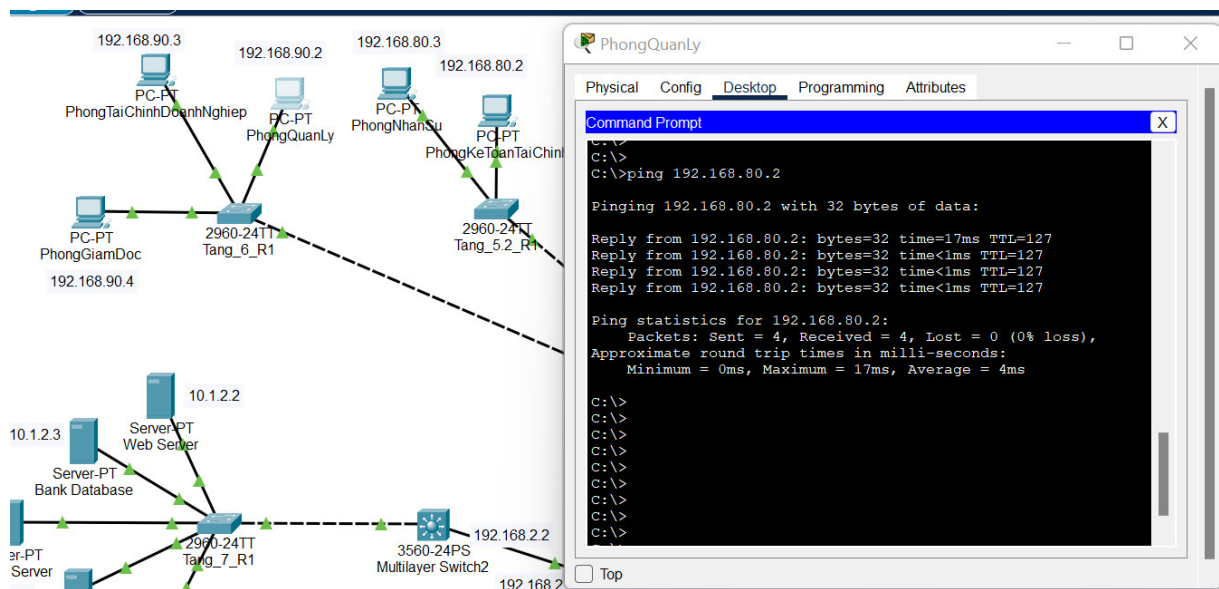 192.168.90.3
192.168.90.2
192.168.80.3
192.168.80.2
PC-PT
PhongTaiChinhDoanhNghiep
PC-PT
PhongQuanLy
PC-PT
PhongNhanSu
PC-PT
PhongKeToanTaiChinh
PC-PT
PhongGiamDoc
192.168.90.4
2960-24TT
Tang_6_R1
2960-24TT
Tang_5.2_R1
10.1.2.2
10.1.2.3
Server-PT
Web Server
Server-PT
Bank Database
er-PT
Server
2960-24TT
Tang_7_R1
3560-24PS
Multilayer Switch2
192.168.2.2
192.168.2
PhongQuanLy
Physical Config Desktop Programming Attributes
Command Prompt
X
C:\>
C:\>
C:\>ping 192.168.80.2
Pinging 192.168.80.2 with 32 bytes of data:
Reply from 192.168.80.2: bytes=32 time=17ms TTL=127
Reply from 192.168.80.2: bytes=32 time<1ms TTL=127
Reply from 192.168.80.2: bytes=32 time<1ms TTL=127
Reply from 192.168.80.2: bytes=32 time<1ms TTL=127
Ping statistics for 192.168.80.2:
Packets: Sent = 4, Received = 4, Lost = 0 (0% loss),
Approximate round trip times in milli-seconds:
Minimum = 0ms, Maximum = 17ms, Average = 4ms
C:\>
C:\>
C:\>
C:\>
C:\>
C:\>
C:\>
C:\>
C:\>
Top